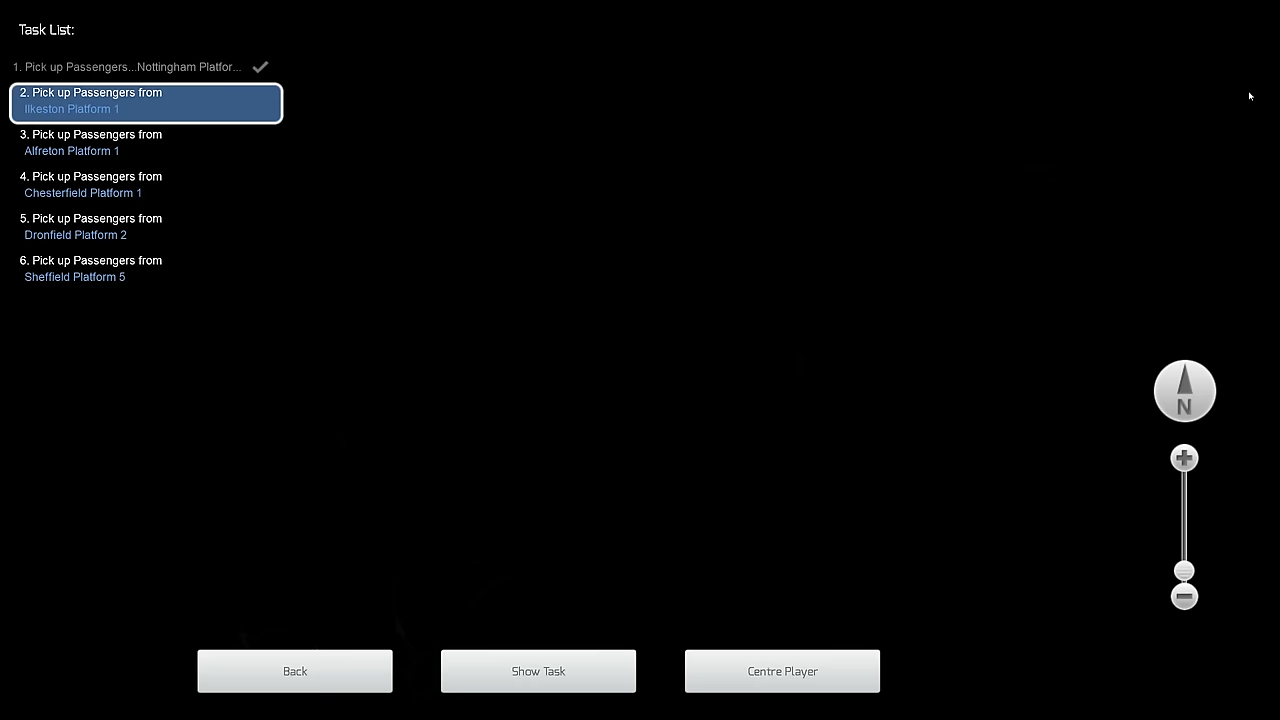 Task List:
1. Pick up Passengers...Nottingham Platfor...
2. Pick up Passengers from
Ilkeston Platform 1
3. Pick up Passengers from
Alfreton Platform 1
4. Pick up Passengers from
Chesterfield Platform 1
5. Pick up Passengers from
Dronfield Platform 2
6. Pick up Passengers from
Sheffield Platform 5
N
Back
Show Task
Centre Player